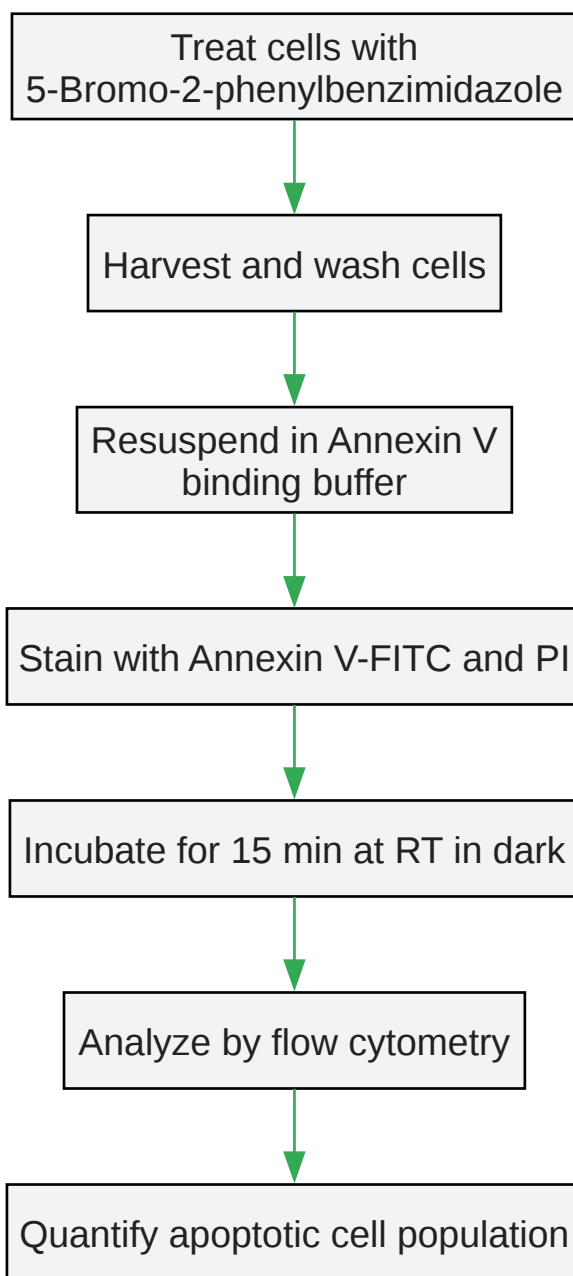 Treat cells with
5-Bromo-2-phenylbenzimidazole
Harvest and wash cells
Resuspend in Annexin V
binding buffer
Stain with Annexin V-FITC and PI
Incubate for 15 min at RT in dark
Analyze by flow cytometry
Quantify apoptotic cell population